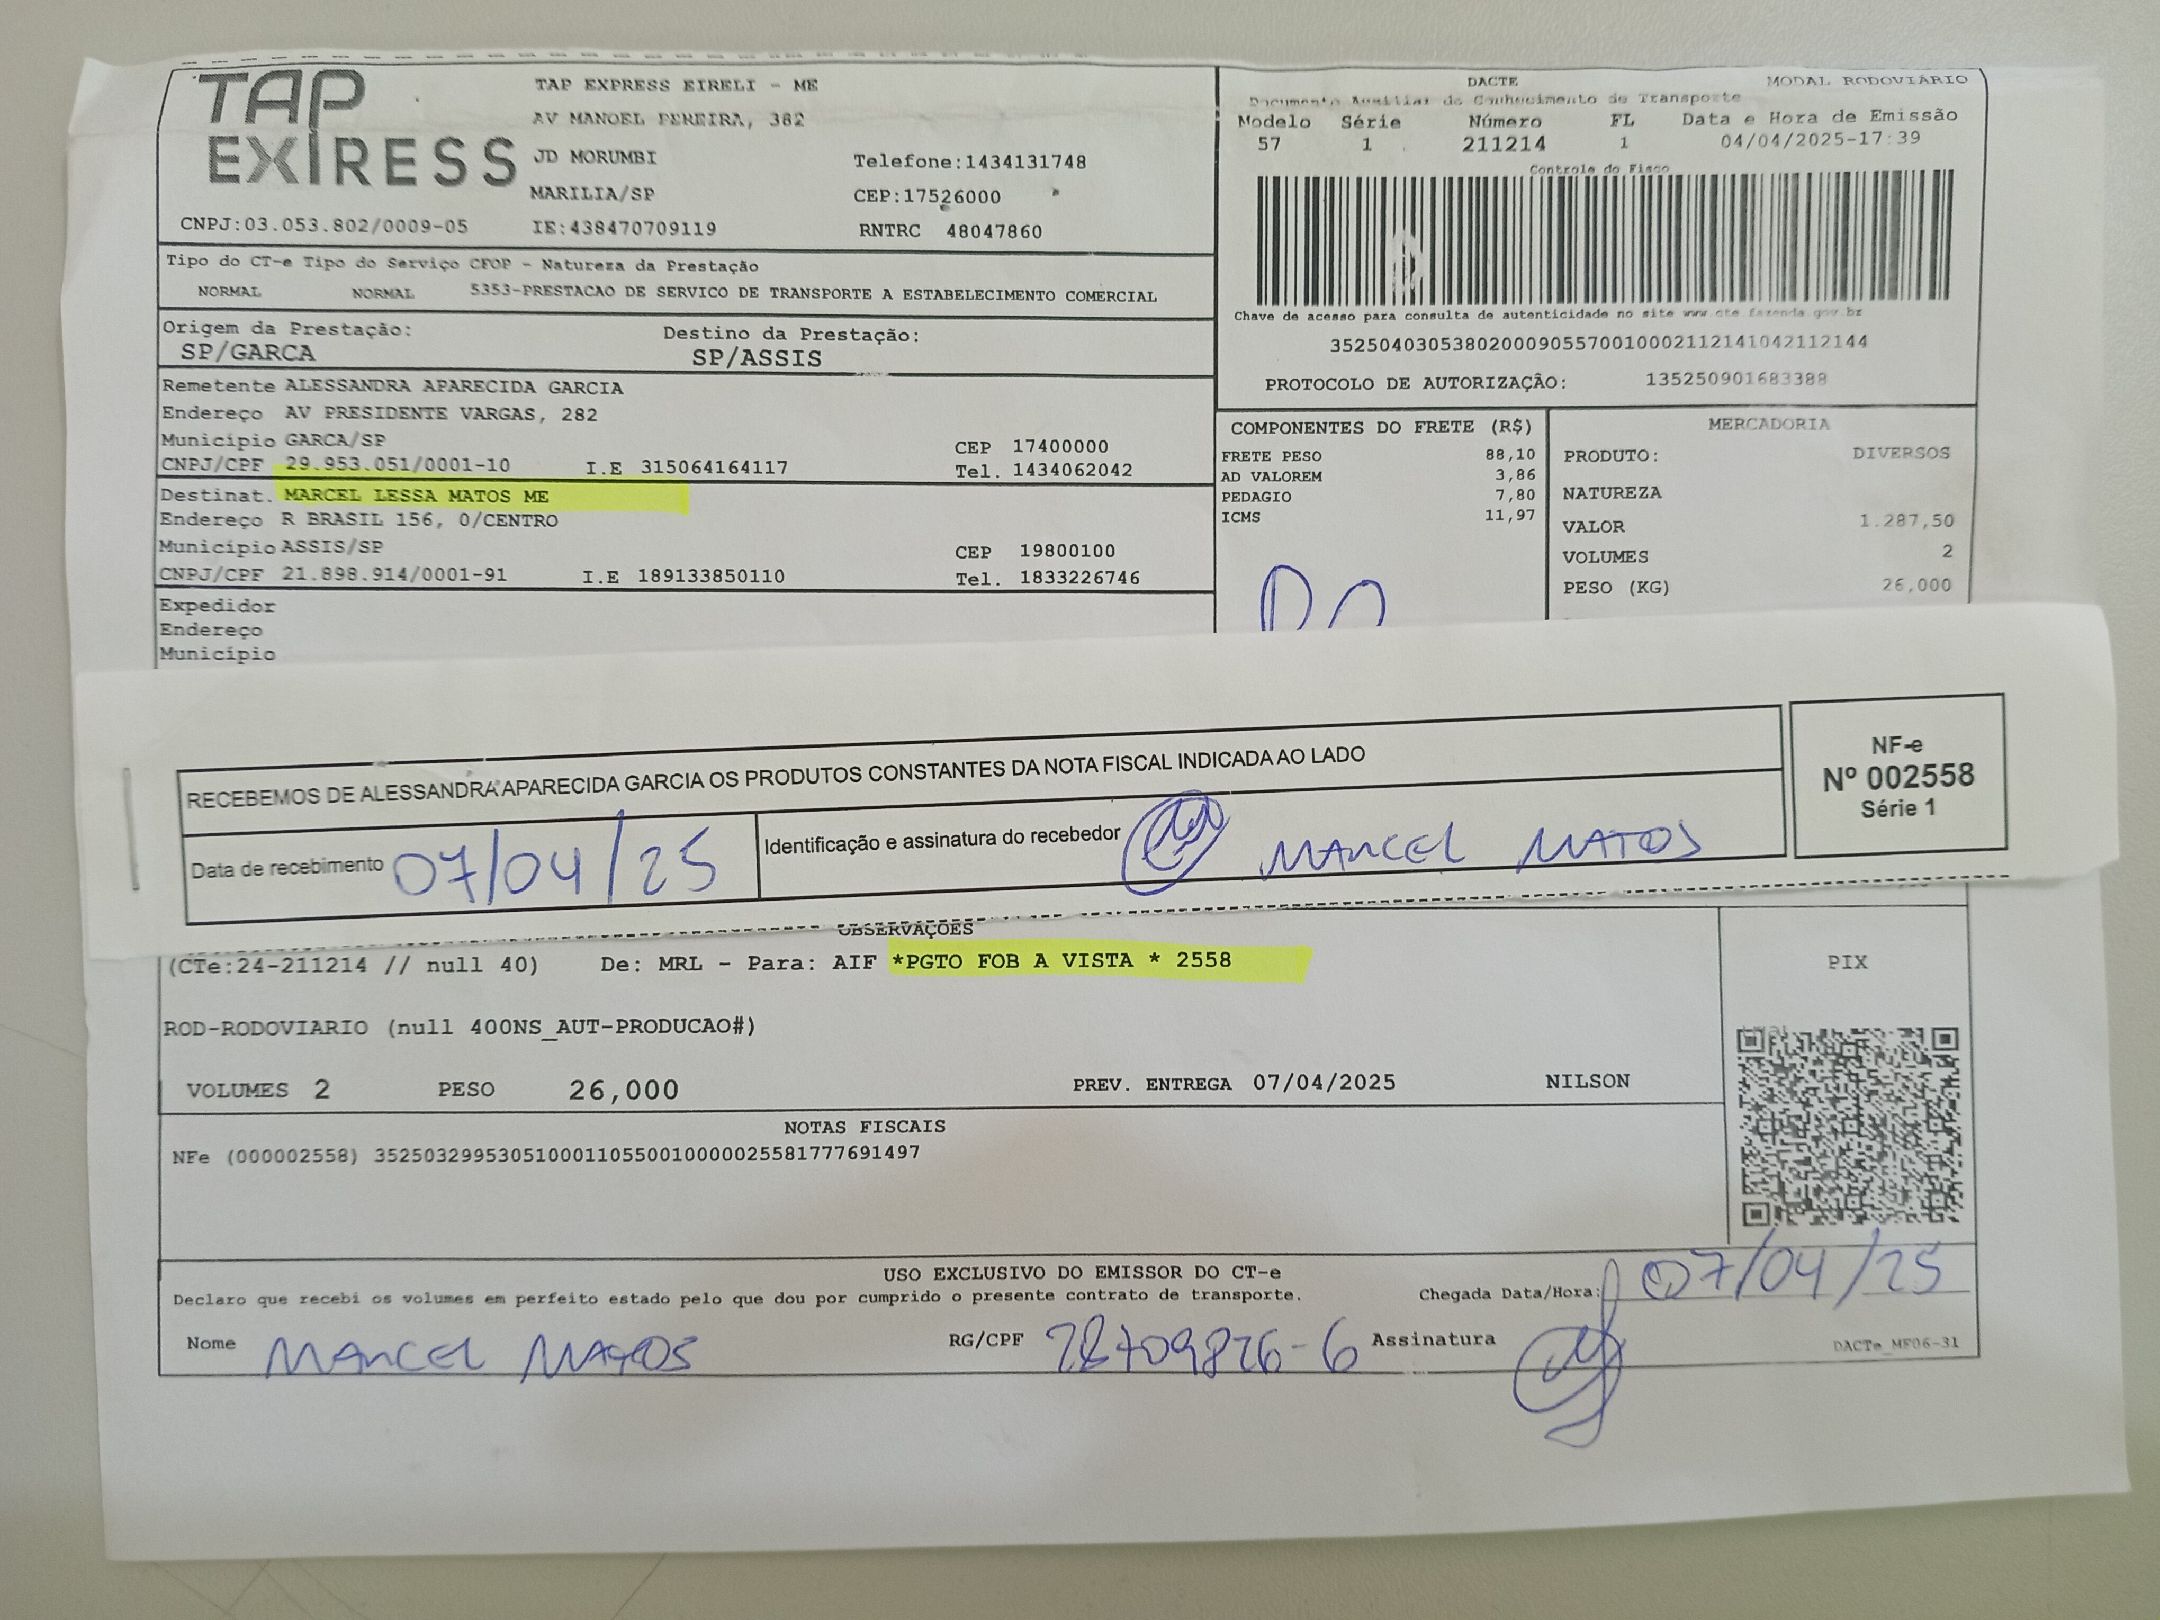 TAP EXPRESS
TAP EXPRESS EIRELI - ME
AV MANOEL PEREIRA, 382
JD MORUMBI Telefone:1434131748
MARILIA/SP CEP:17526000
CNPJ:03.053.802/0009-05 IE:438470709119 RNTRC 48047860
DACTE MODAL RODOVIARIO
Documento Auxiliar do Conhecimento de Transporte
Modelo Série Número FL Data e Hora de Emissão
57 1 211214 1 04/04/2025-17:39
Controle do Fisco
Chave de acesso para consulta de autenticidade no site www.cte.fazenda.gov.br
35250403053802000905570010002112141042112144
PROTOCOLO DE AUTORIZAÇÃO: 135250901683388
Tipo do CT-e Tipo do Serviço CFOP - Natureza da Prestação
NORMAL NORMAL 5353-PRESTACAO DE SERVICO DE TRANSPORTE A ESTABELECIMENTO COMERCIAL
Origem da Prestação: Destino da Prestação:
SP/GARCA SP/ASSIS
Remetente ALESSANDRA APARECIDA GARCIA
Endereço AV PRESIDENTE VARGAS, 282
Município GARCA/SP CEP 17400000
CNPJ/CPF 29.953.051/0001-10 I.E 315064164117 Tel. 1434062042
Destinat. MARCEL LESSA MATOS ME
Endereço R BRASIL 156, 0/CENTRO
Município ASSIS/SP CEP 19800100
CNPJ/CPF 21.898.914/0001-91 I.E 189133850110 Tel. 1833226746
Expedidor
Endereço
Município
COMPONENTES DO FRETE (R$)
FRETE PESO 88,10
AD VALOREM 3,86
PEDAGIO 7,80
ICMS 11,97
MERCADORIA
PRODUTO: DIVERSOS
NATUREZA
VALOR 1.287,50
VOLUMES 2
PESO (KG) 26,000
RECEBEMOS DE ALESSANDRA APARECIDA GARCIA OS PRODUTOS CONSTANTES DA NOTA FISCAL INDICADA AO LADO
Data de recebimento 07/04/25 Identificação e assinatura do recebedor MARCEL MATOS
NF-e
Nº 002558
Série 1
OBSERVAÇÕES
(CTe:24-211214 // null 40) De: MRL - Para: AIF *PGTO FOB A VISTA * 2558
ROD-RODOVIARIO (null 400NS_AUT-PRODUCAO#)
VOLUMES 2 PESO 26,000 PREV. ENTREGA 07/04/2025 NILSON
PIX
NOTAS FISCAIS
NFe (000002558) 35250329953051000110550010000025581777691497
USO EXCLUSIVO DO EMISSOR DO CT-e
Declaro que recebi os volumes em perfeito estado pelo que dou por cumprido o presente contrato de transporte. Chegada Data/Hora: 07/04/25
Nome MARCEL MATOS RG/CPF 28709826-6 Assinatura
DACTe_MF06-31